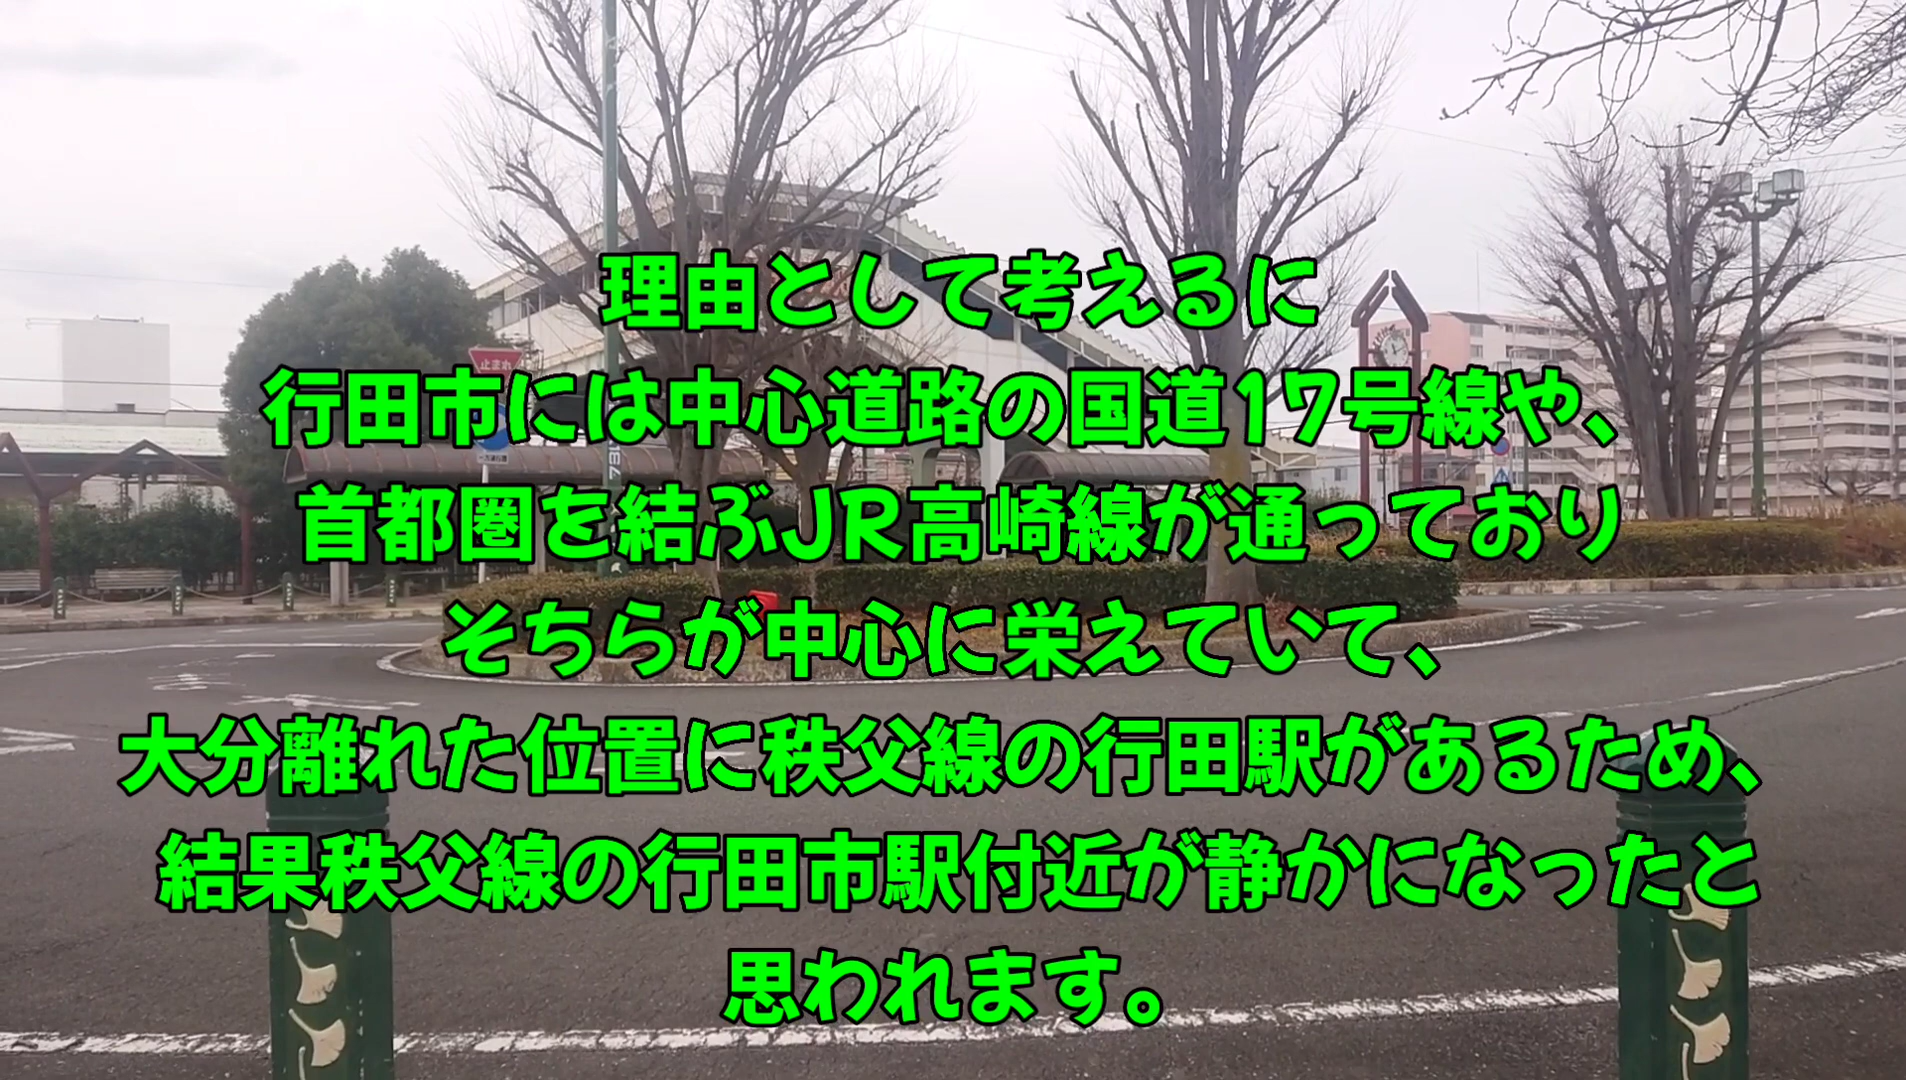 理由として考えるに
行田市には中心道路の国道17号線や、
首都圏を結ぶJR高崎線が通っており
そちらが中心に栄えていて、
大分離れた位置に秩父線の行田駅があるため、
結果秩父線の行田市駅付近が静かになったと
思われます。
止まれ